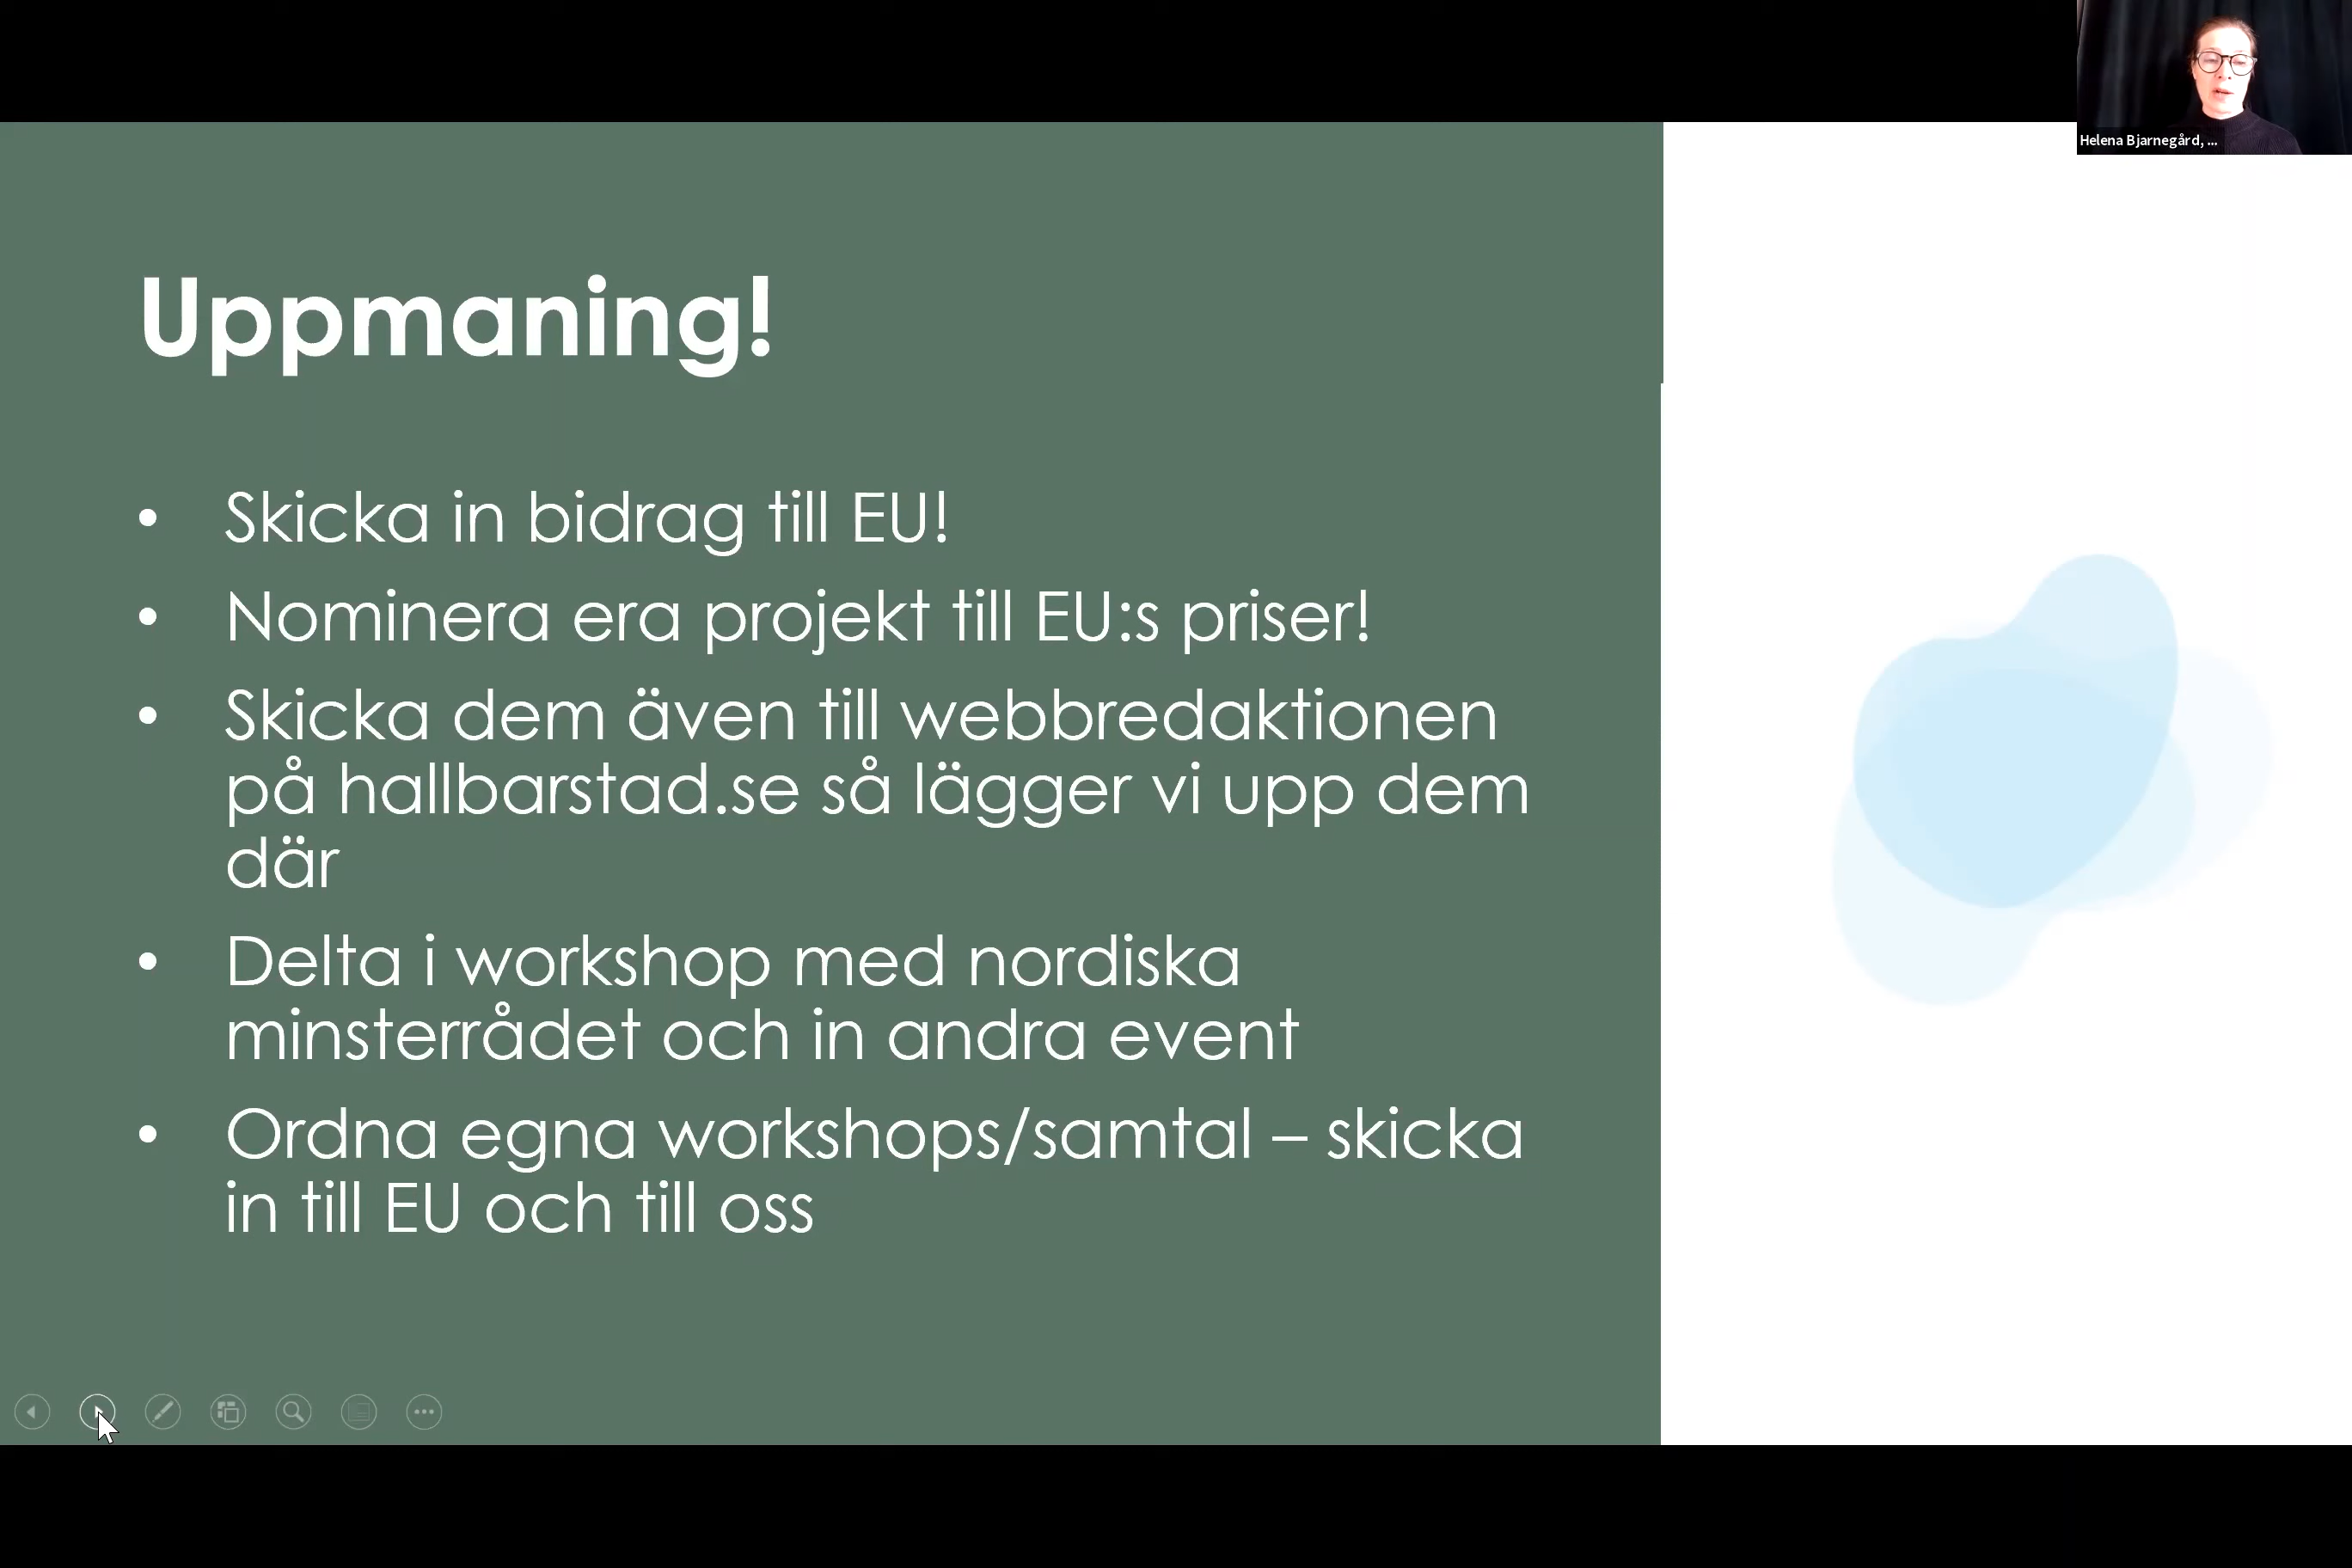 Helena Bjarnegård, ...
Uppmaning!
• Skicka in bidrag till EU!
• Nominera era projekt till EU:s priser!
• Skicka dem även till webbredaktionen
på hallbarstad.se så lägger vi upp dem
där
• Delta i workshop med nordiska
minsterrådet och in andra event
• Ordna egna workshops/samtal – skicka
in till EU och till oss